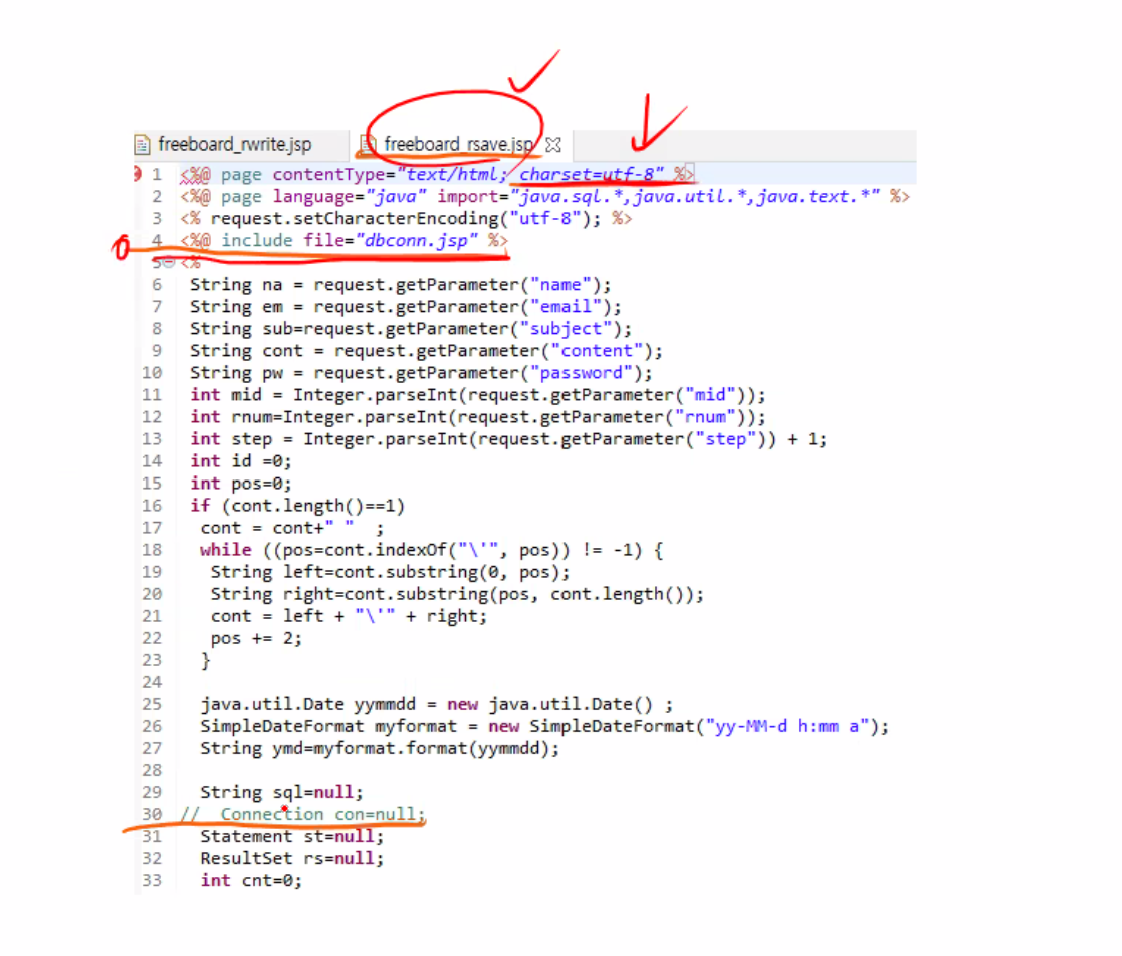 freeboard_rwrite.jsp freeboard_rsave.jsp
1 <%@ page contentType="text/html; charset=utf-8" %>
2 <%@ page language="java" import="java.sql.*,java.util.*,java.text.*" %>
3 <% request.setCharacterEncoding("utf-8"); %>
4 <%@ include file="dbconn.jsp" %>
5 <%
6 String na = request.getParameter("name");
7 String em = request.getParameter("email");
8 String sub=request.getParameter("subject");
9 String cont = request.getParameter("content");
10 String pw = request.getParameter("password");
11 int mid = Integer.parseInt(request.getParameter("mid"));
12 int rnum=Integer.parseInt(request.getParameter("rnum"));
13 int step = Integer.parseInt(request.getParameter("step")) + 1;
14 int id =0;
15 int pos=0;
16 if (cont.length()==1)
17 cont = cont+" " ;
18 while ((pos=cont.indexOf("\'", pos)) != -1) {
19 String left=cont.substring(0, pos);
20 String right=cont.substring(pos, cont.length());
21 cont = left + "\'" + right;
22 pos += 2;
23 }
24
25 java.util.Date yymmdd = new java.util.Date() ;
26 SimpleDateFormat myformat = new SimpleDateFormat("yy-MM-d h:mm a");
27 String ymd=myformat.format(yymmdd);
28
29 String sql=null;
30 // Connection con=null;
31 Statement st=null;
32 ResultSet rs=null;
33 int cnt=0;